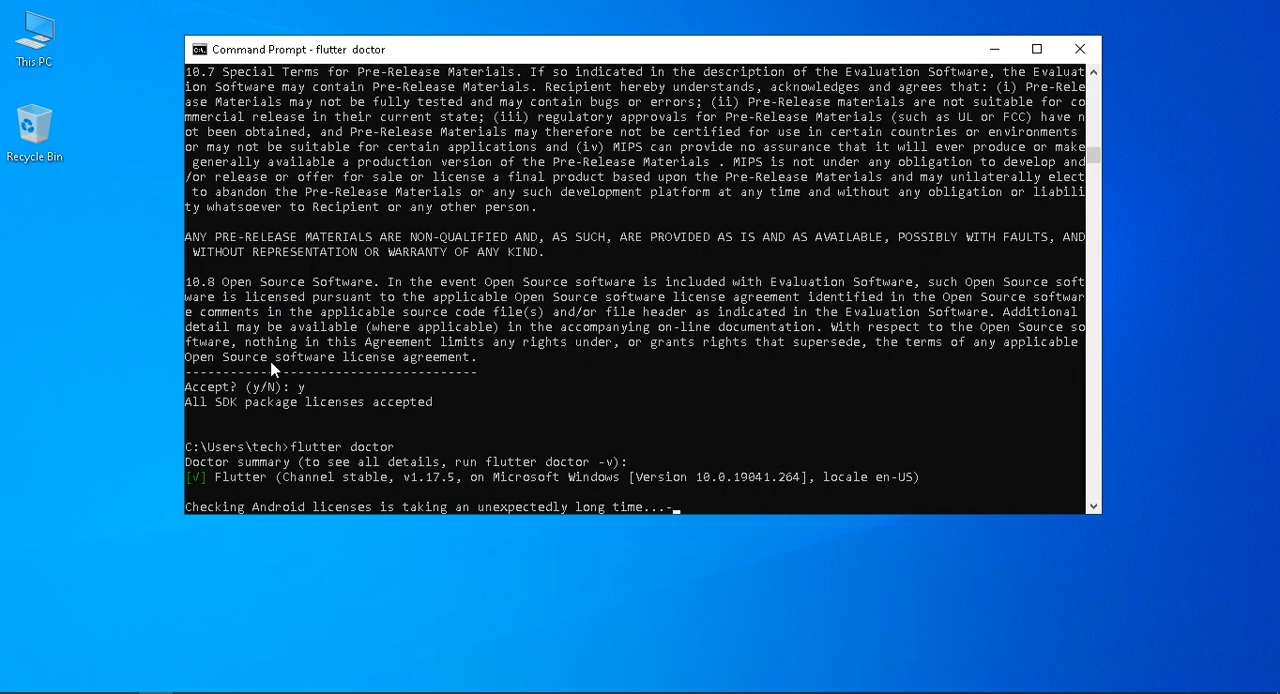 This PC
Recycle Bin
Command Prompt - flutter doctor
10.7 Special Terms for Pre-Release Materials. If so indicated in the description of the Evaluation Software, the Evaluat
ion Software may contain Pre-Release Materials. Recipient hereby understands, acknowledges and agrees that: (i) Pre-Rele
ase Materials may not be fully tested and may contain bugs or errors; (ii) Pre-Release materials are not suitable for co
mmercial release in their current state; (iii) regulatory approvals for Pre-Release Materials (such as UL or FCC) have n
ot been obtained, and Pre-Release Materials may therefore not be certified for use in certain countries or environments
or may not be suitable for certain applications and (iv) MIPS can provide no assurance that it will ever produce or make
 generally available a production version of the Pre-Release Materials . MIPS is not under any obligation to develop and
/or release or offer for sale or license a final product based upon the Pre-Release Materials and may unilaterally elect
 to abandon the Pre-Release Materials or any such development platform at any time and without any obligation or liabili
ty whatsoever to Recipient or any other person.
ANY PRE-RELEASE MATERIALS ARE NON-QUALIFIED AND, AS SUCH, ARE PROVIDED AS IS AND AS AVAILABLE, POSSIBLY WITH FAULTS, AND
 WITHOUT REPRESENTATION OR WARRANTY OF ANY KIND.
10.8 Open Source Software. In the event Open Source software is included with Evaluation Software, such Open Source soft
ware is licensed pursuant to the applicable Open Source software license agreement identified in the Open Source softwar
e comments in the applicable source code file(s) and/or file header as indicated in the Evaluation Software. Additional
detail may be available (where applicable) in the accompanying on-line documentation. With respect to the Open Source so
ftware, nothing in this Agreement limits any rights under, or grants rights that supersede, the terms of any applicable
Open Source software license agreement.
---------------------------------------
Accept? (y/N): y
All SDK package licenses accepted
C:\Users\tech>flutter doctor
Doctor summary (to see all details, run flutter doctor -v):
[√] Flutter (Channel stable, v1.17.5, on Microsoft Windows [Version 10.0.19041.264], locale en-US)
Checking Android licenses is taking an unexpectedly long time...-